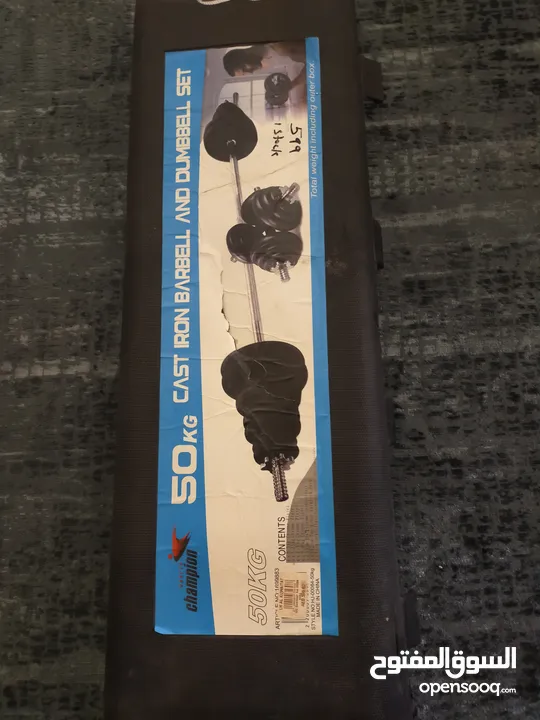 50KG CAST IRON BARBELL AND DUMBBELL SET
champion
599
1 Stock
Total weight including outer box
50KG
CONTENTS
MADE IN CHINA
السوق المفتوح
opensooq.com